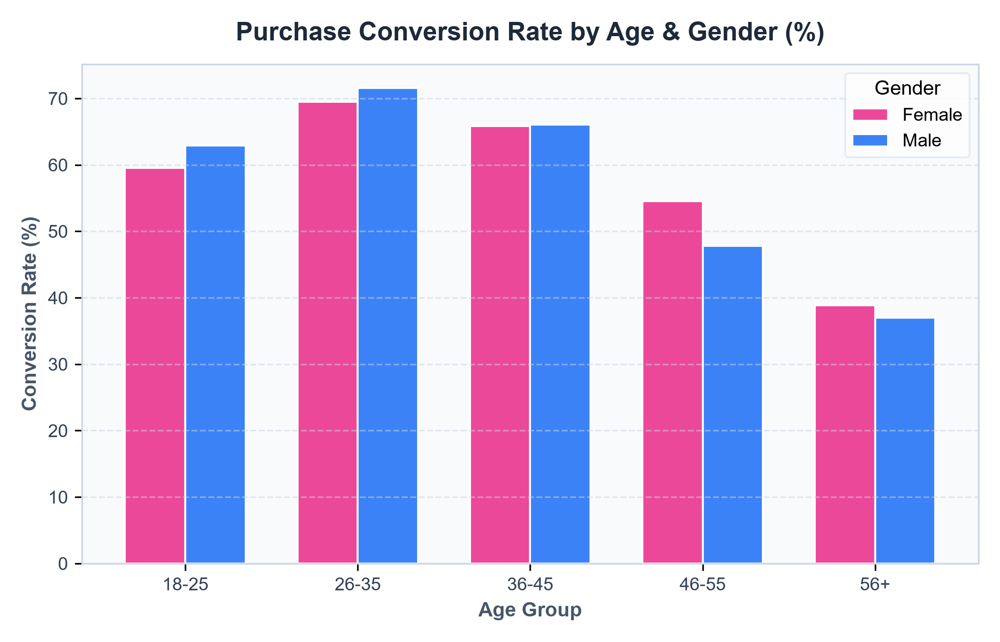 Purchase Conversion Rate by Age & Gender (%)
Gender
Female
Male
Conversion Rate (%)
70
60
50
40
30
20
10
0
18-25 26-35 36-45 46-55 56+
Age Group